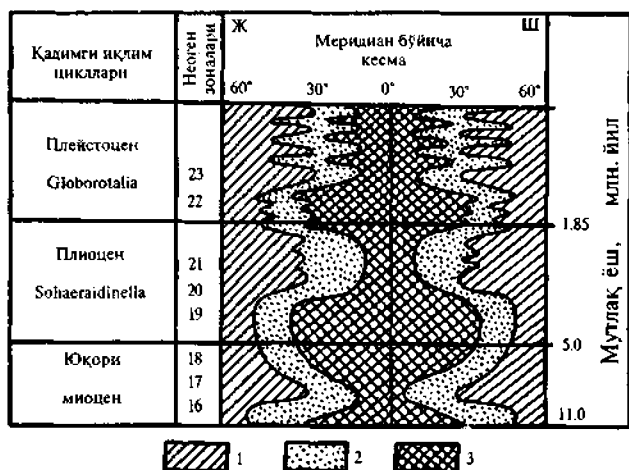 Қадимги иқлим
цикллари
Неоген
зоналари
Ж
Ш
Меридиан бўйича
кесма
60° 30° 0° 30° 60°
Мутлақ ёш, млн. йил
Плейстоцен
Globorotalia
23
22
1.85
Плиоцен
Sohaeraidinella
21
20
19
5.0
Юқори
миоцен
18
17
16
11.0
1 2 3